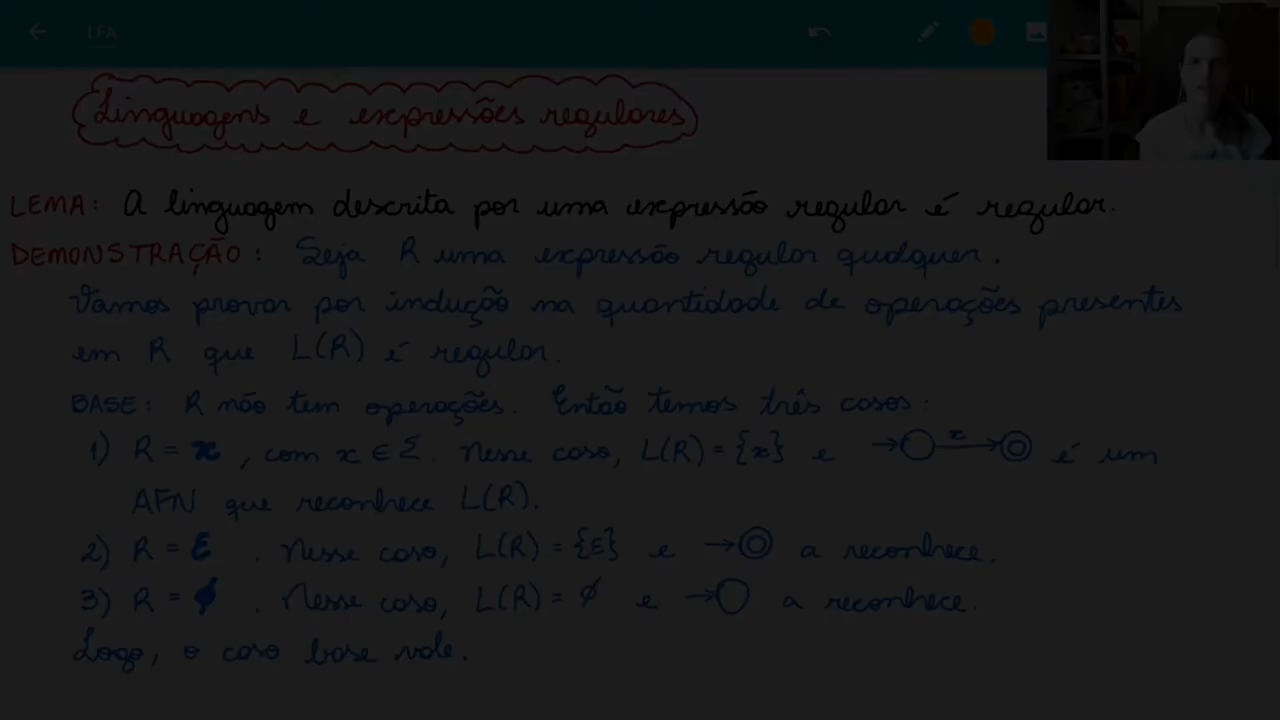 LFA
Linguagens e expressões regulares
LEMA: A linguagem descrita por uma expressão regular é regular.
DEMONSTRAÇÃO: Seja R uma expressão regular qualquer.
Vamos provar por indução na quantidade de operações presentes
em R que L(R) é regular.
BASE: R não tem operações. Então temos três casos:
1) R = x, com x ∈ Σ. Nesse caso, L(R) = {x} e → x → é um
AFN que reconhece L(R).
2) R = ε. Nesse caso, L(R) = {ε} e → a reconhece.
3) R = ∅. Nesse caso, L(R) = ∅ e → a reconhece.
Logo, o caso base vale.